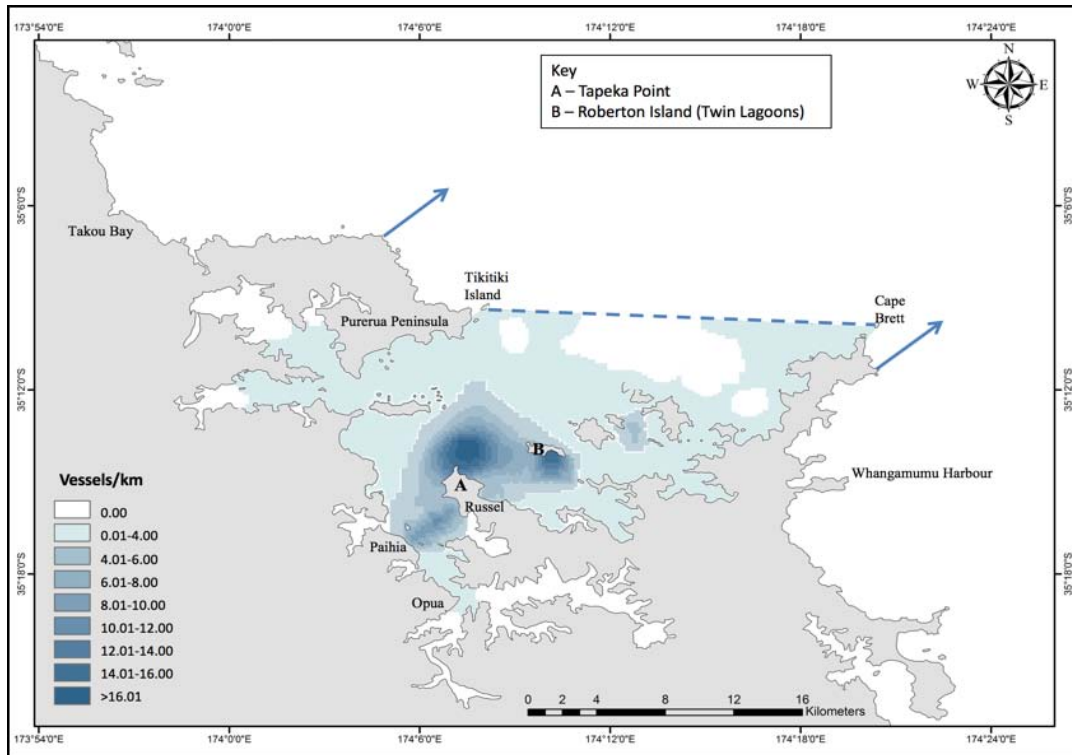 173°54'0"E 174°0'0"E 174°6'0"E 174°12'0"E 174°18'0"E 174°24'0"E
Key
A – Tapeka Point
B – Roberton Island (Twin Lagoons)
N
W E
S
35°6'0"S 35°6'0"S
Takou Bay
Tikitiki
Island
Cape
Brett
Purerua Peninsula
35°12'0"S 35°12'0"S
B
A
Whangamumu Harbour
Russel
Paihia
35°18'0"S 35°18'0"S
Opua
Vessels/km
0.00
0.01-4.00
4.01-6.00
6.01-8.00
8.01-10.00
10.01-12.00
12.01-14.00
14.01-16.00
>16.01
0 2 4 8 12 16
Kilometers
173°54'0"E 174°0'0"E 174°6'0"E 174°12'0"E 174°18'0"E 174°24'0"E